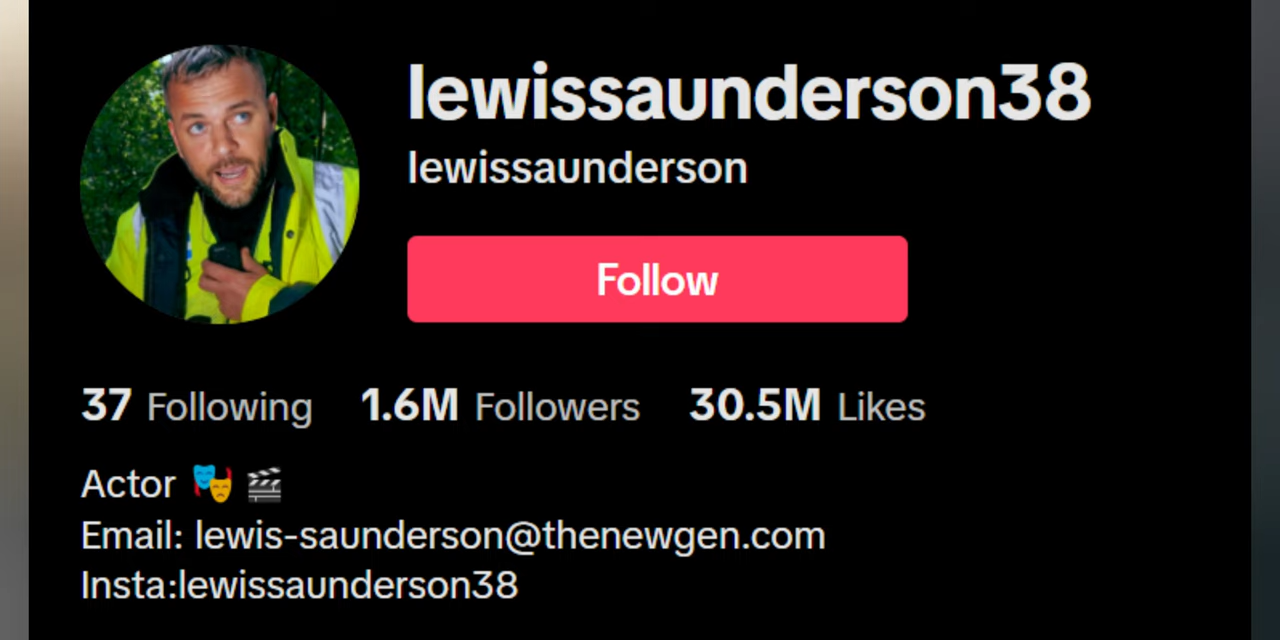 lewissaunderson38
lewissaunderson
Follow
37 Following 1.6M Followers 30.5M Likes
Actor 🎭 🎬
Email: lewis-saunderson@thenewgen.com
Insta:lewissaunderson38